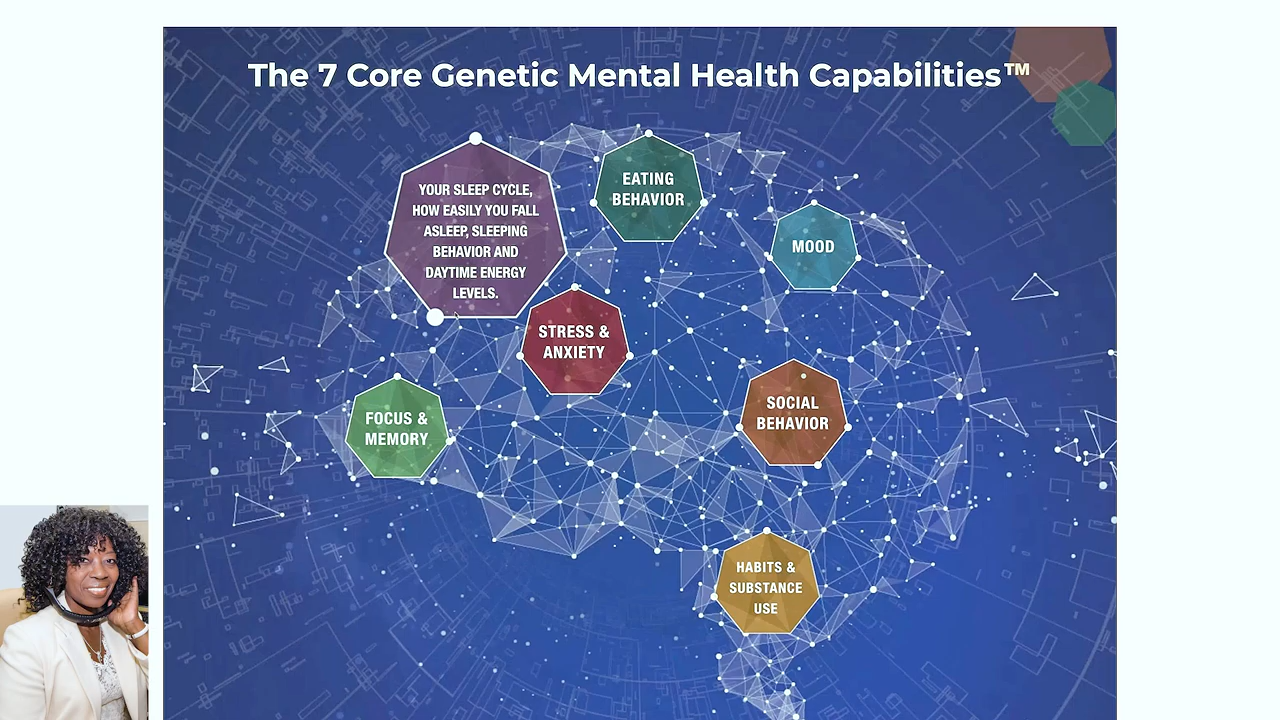 The 7 Core Genetic Mental Health Capabilities™
YOUR SLEEP CYCLE,
HOW EASILY YOU FALL
ASLEEP, SLEEPING
BEHAVIOR AND
DAYTIME ENERGY
LEVELS.
EATING
BEHAVIOR
MOOD
STRESS &
ANXIETY
FOCUS &
MEMORY
SOCIAL
BEHAVIOR
HABITS &
SUBSTANCE
USE